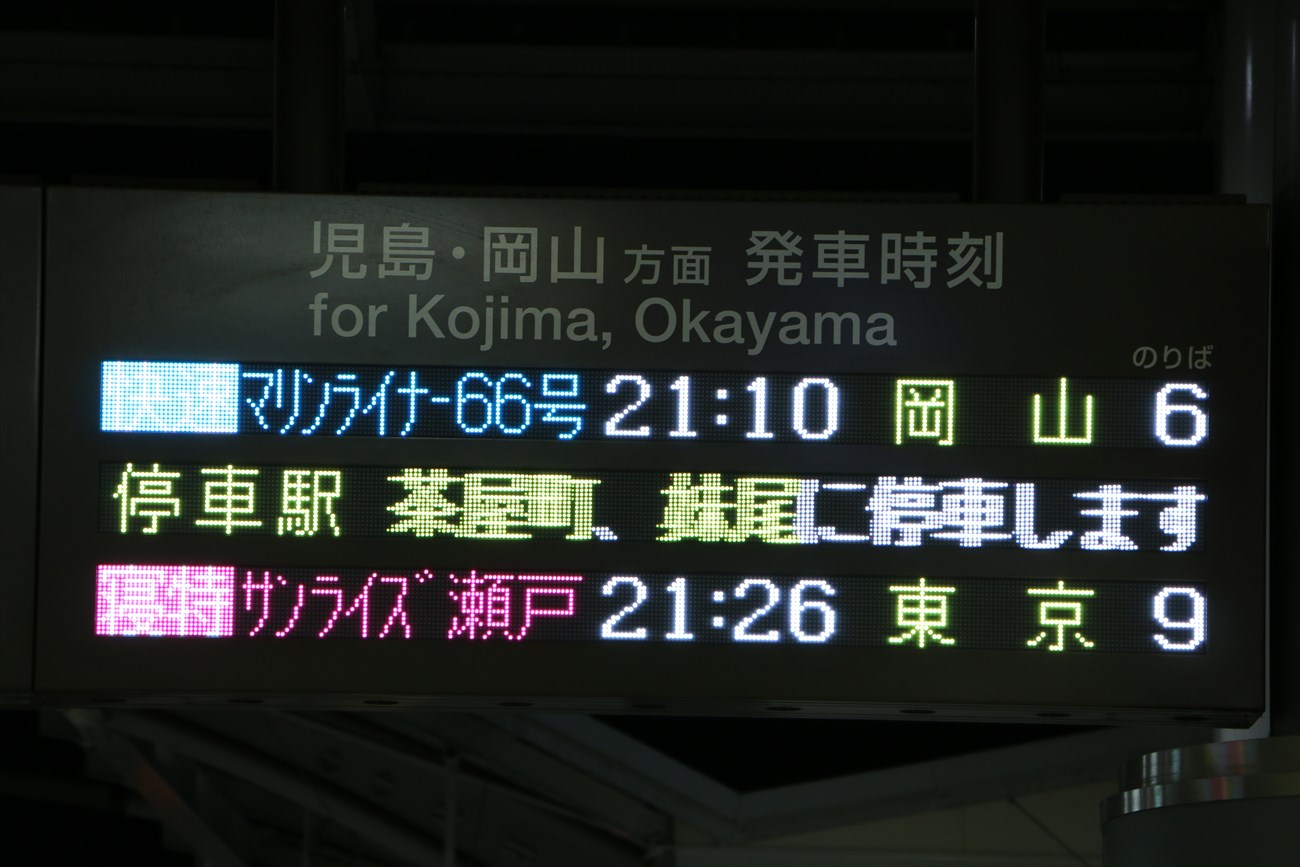 児島・岡山 方面 発車時刻
for Kojima, Okayama
のりば
快速 マリンライナー66号 21:10 岡山 6
停車駅 茶屋町、妹尾に停車します
寝特 サンライズ瀬戸 21:26 東京 9